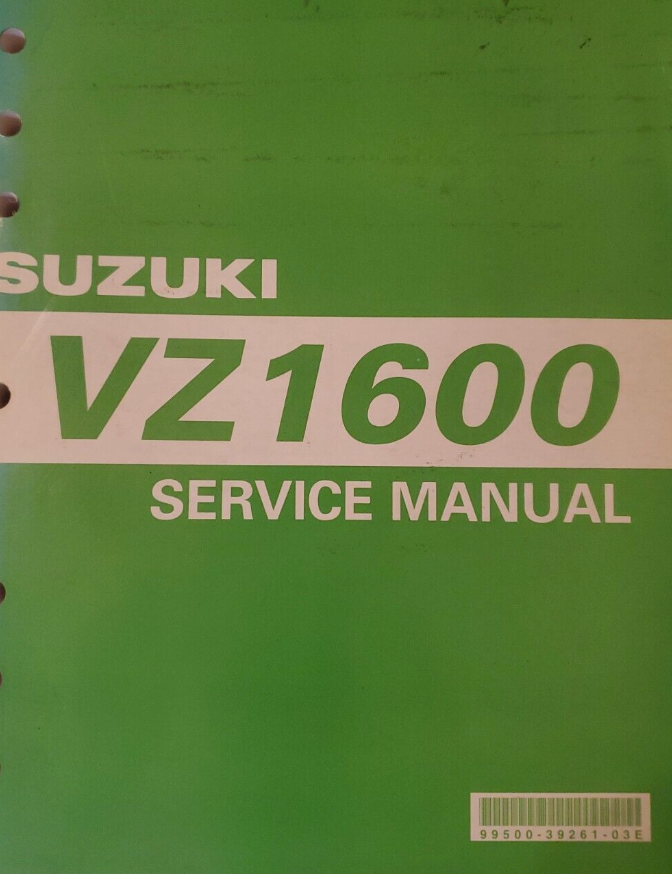 SUZUKI
VZ1600
SERVICE MANUAL
99500-39261-03E